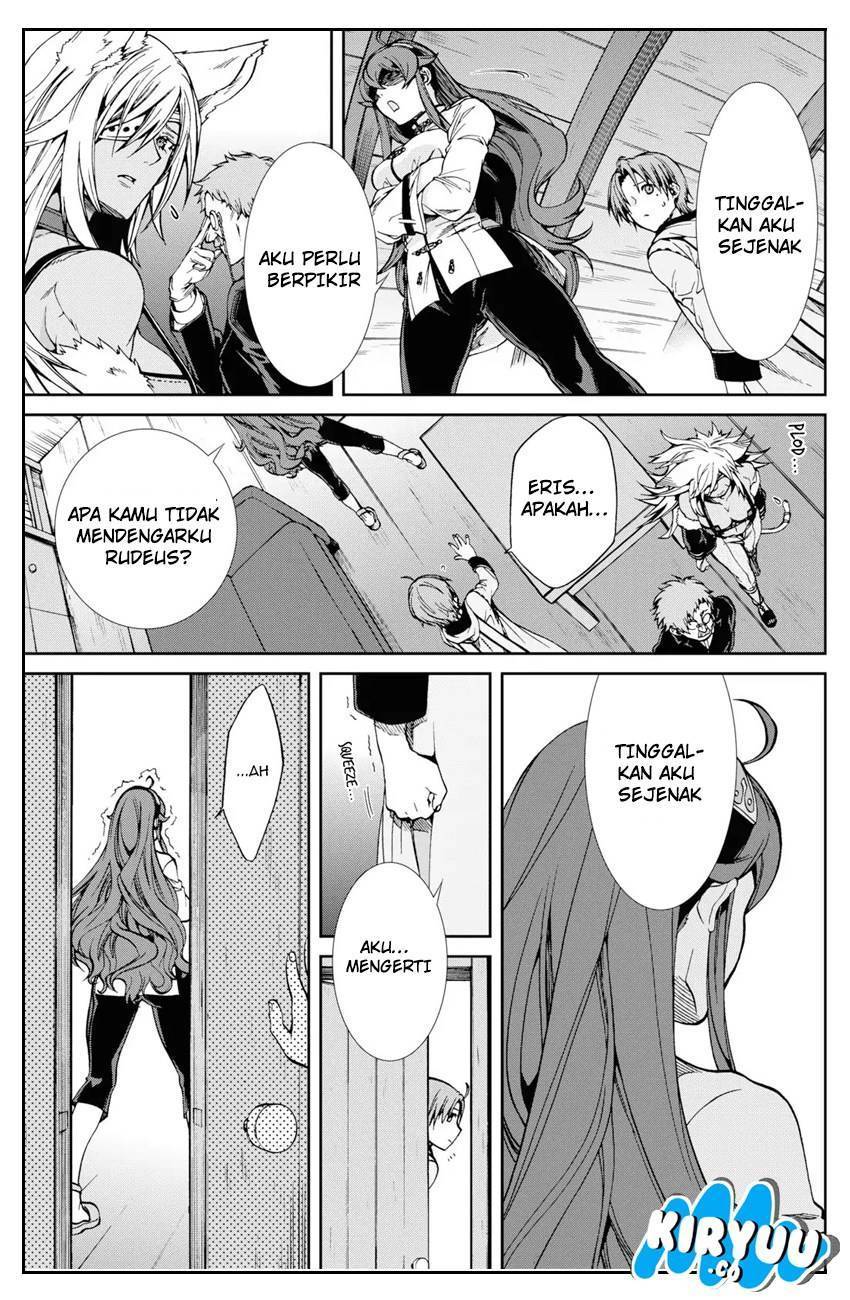 TINGGAL-
KAN AKU
SEJENAK
AKU PERLU
BERPIKIR
PLOD...
ERIS...
APAKAH...
APA KAMU TIDAK
MENDENGARKU
RUDEUS?
TINGGAL-
KAN AKU
SEJENAK
SQUEEZE...
AKU...
MENGERTI
...AH
KIRYUU
.CO